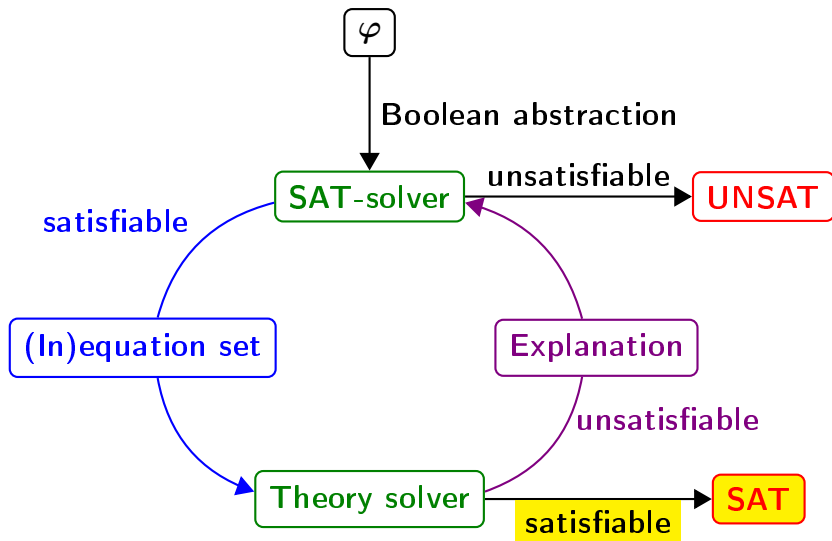 φ
Boolean abstraction
SAT-solver
unsatisfiable
UNSAT
satisfiable
(In)equation set
Explanation
unsatisfiable
Theory solver
satisfiable
SAT